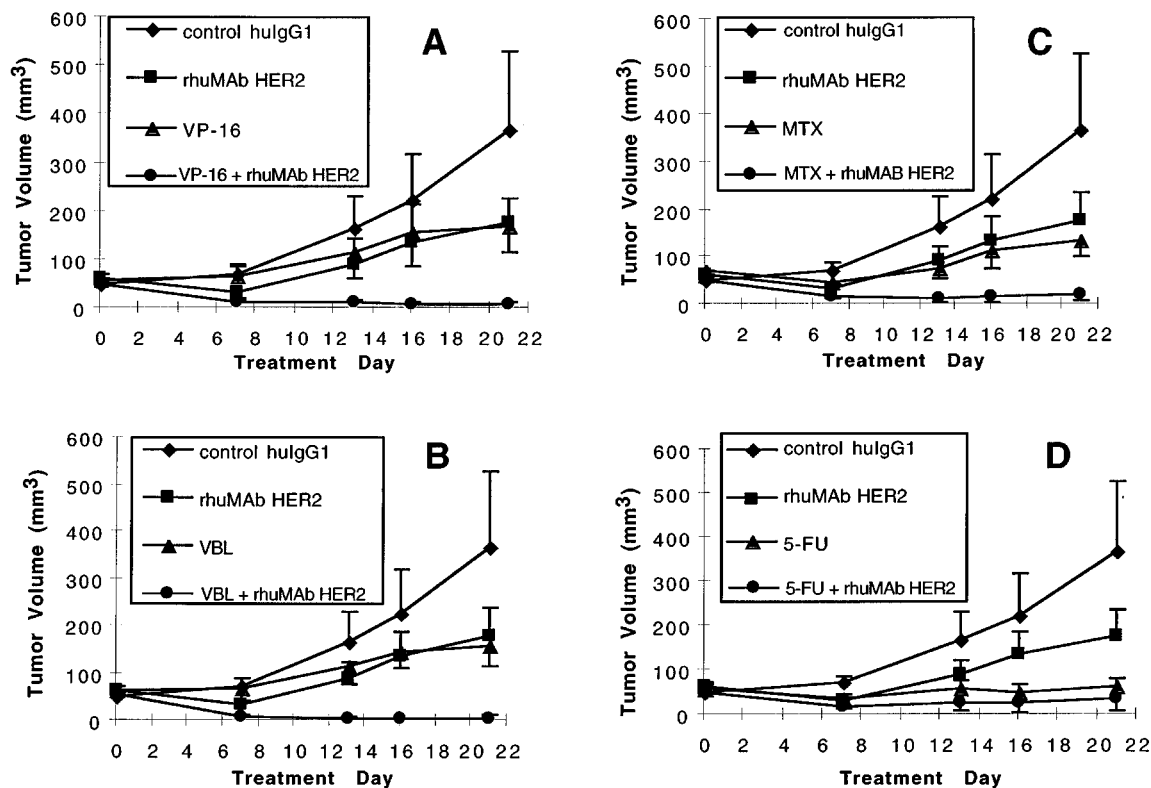 A
control huIgG1
rhuMAb HER2
VP-16
VP-16 + rhuMAb HER2
Tumor Volume (mm3)
600
500
400
300
200
100
0
0 2 4 6 8 10 12 14 16 18 20 22
Treatment Day
C
control huIgG1
rhuMAb HER2
MTX
MTX + rhuMAB HER2
Tumor Volume (mm3)
600
500
400
300
200
100
0
0 2 4 6 8 10 12 14 16 18 20 22
Treatment Day
B
control huIgG1
rhuMAb HER2
VBL
VBL + rhuMAb HER2
Tumor Volume (mm3)
600
500
400
300
200
100
0
0 2 4 6 8 10 12 14 16 18 20 22
Treatment Day
D
control huIgG1
rhuMAb HER2
5-FU
5-FU + rhuMAb HER2
Tumor Volume (mm3)
600
500
400
300
200
100
0
0 2 4 6 8 10 12 14 16 18 20 22
Treatment Day